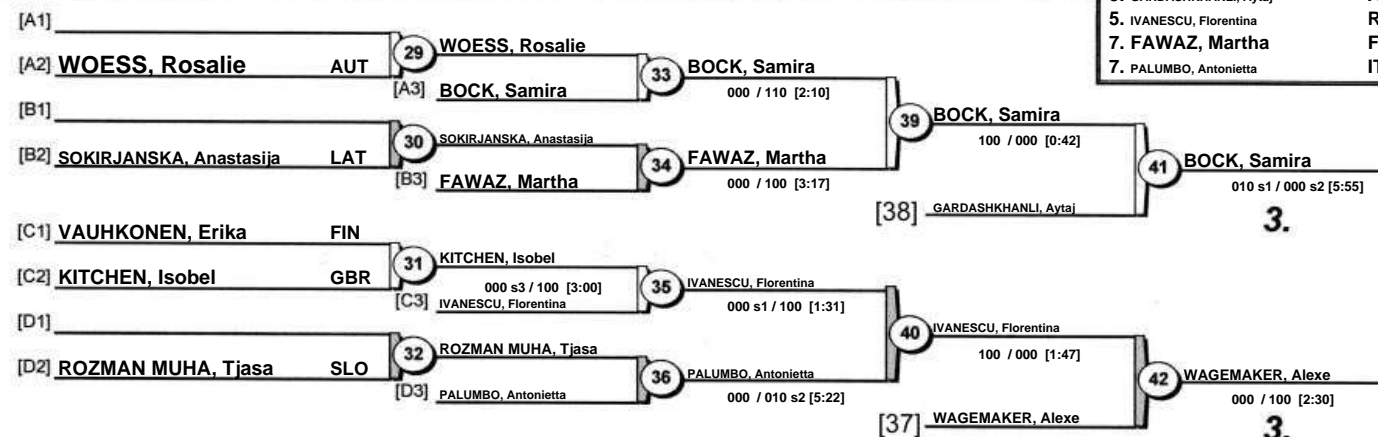 5. IVANESCU, Florentina R
7. FAWAZ, Martha F
7. PALUMBO, Antonietta IT
[A1]
[A2] WOESS, Rosalie AUT
29
WOESS, Rosalie
[A3] BOCK, Samira
33
BOCK, Samira
000 / 110 [2:10]
[B1]
[B2] SOKIRJANSKA, Anastasija LAT
30
SOKIRJANSKA, Anastasija
[B3] FAWAZ, Martha
34
FAWAZ, Martha
000 / 100 [3:17]
39
BOCK, Samira
100 / 000 [0:42]
[38] GARDASHKHANLI, Aytaj
41
BOCK, Samira
010 s1 / 000 s2 [5:55]
3.
[C1] VAUHKONEN, Erika FIN
[C2] KITCHEN, Isobel GBR
31
KITCHEN, Isobel
000 s3 / 100 [3:00]
[C3] IVANESCU, Florentina
35
IVANESCU, Florentina
000 s1 / 100 [1:31]
[D1]
[D2] ROZMAN MUHA, Tjasa SLO
32
ROZMAN MUHA, Tjasa
[D3] PALUMBO, Antonietta
36
PALUMBO, Antonietta
000 / 010 s2 [5:22]
40
IVANESCU, Florentina
100 / 000 [1:47]
[37] WAGEMAKER, Alexe
42
WAGEMAKER, Alexe
000 / 100 [2:30]
3.